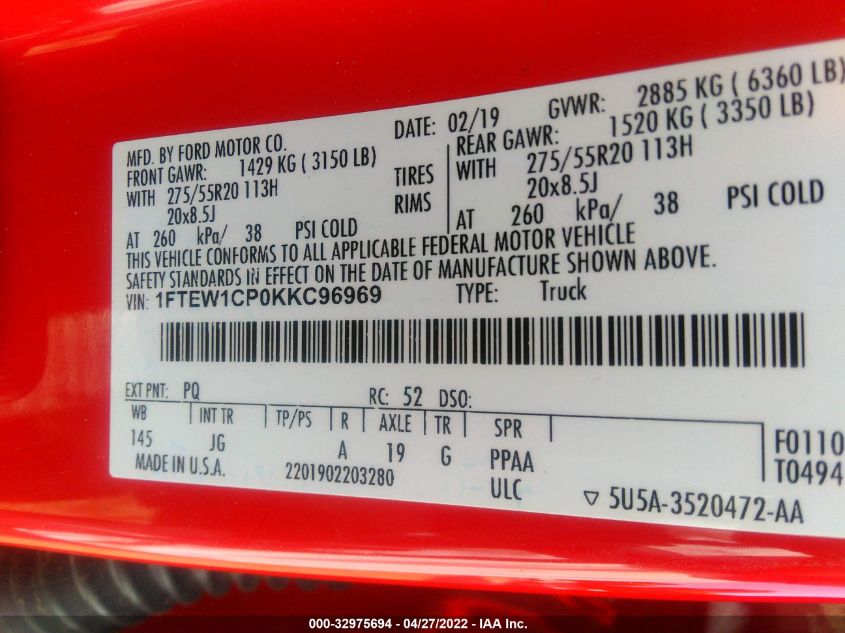 MFD. BY FORD MOTOR CO.
DATE: 02/19 GVWR: 2885 KG ( 6360 LB)
FRONT GAWR: 1429 KG ( 3150 LB)
REAR GAWR: 1520 KG ( 3350 LB)
WITH 275/55R20 113H TIRES
WITH 275/55R20 113H
20x8.5J RIMS
20x8.5J
AT 260 kPa/ 38 PSI COLD
AT 260 kPa/ 38 PSI COLD
THIS VEHICLE CONFORMS TO ALL APPLICABLE FEDERAL MOTOR VEHICLE
SAFETY STANDARDS IN EFFECT ON THE DATE OF MANUFACTURE SHOWN ABOVE.
VIN: 1FTEW1CP0KKC96969 TYPE: Truck
EXT PNT: PQ RC: 52 DSO:
WB INT TR TP/PS R AXLE TR SPR
145 JG A 19 G PPAA
F0110
MADE IN U.S.A. 2201902203280 ULC
T0494
▽ 5U5A-3520472-AA
000-32975694 - 04/27/2022 - IAA Inc.